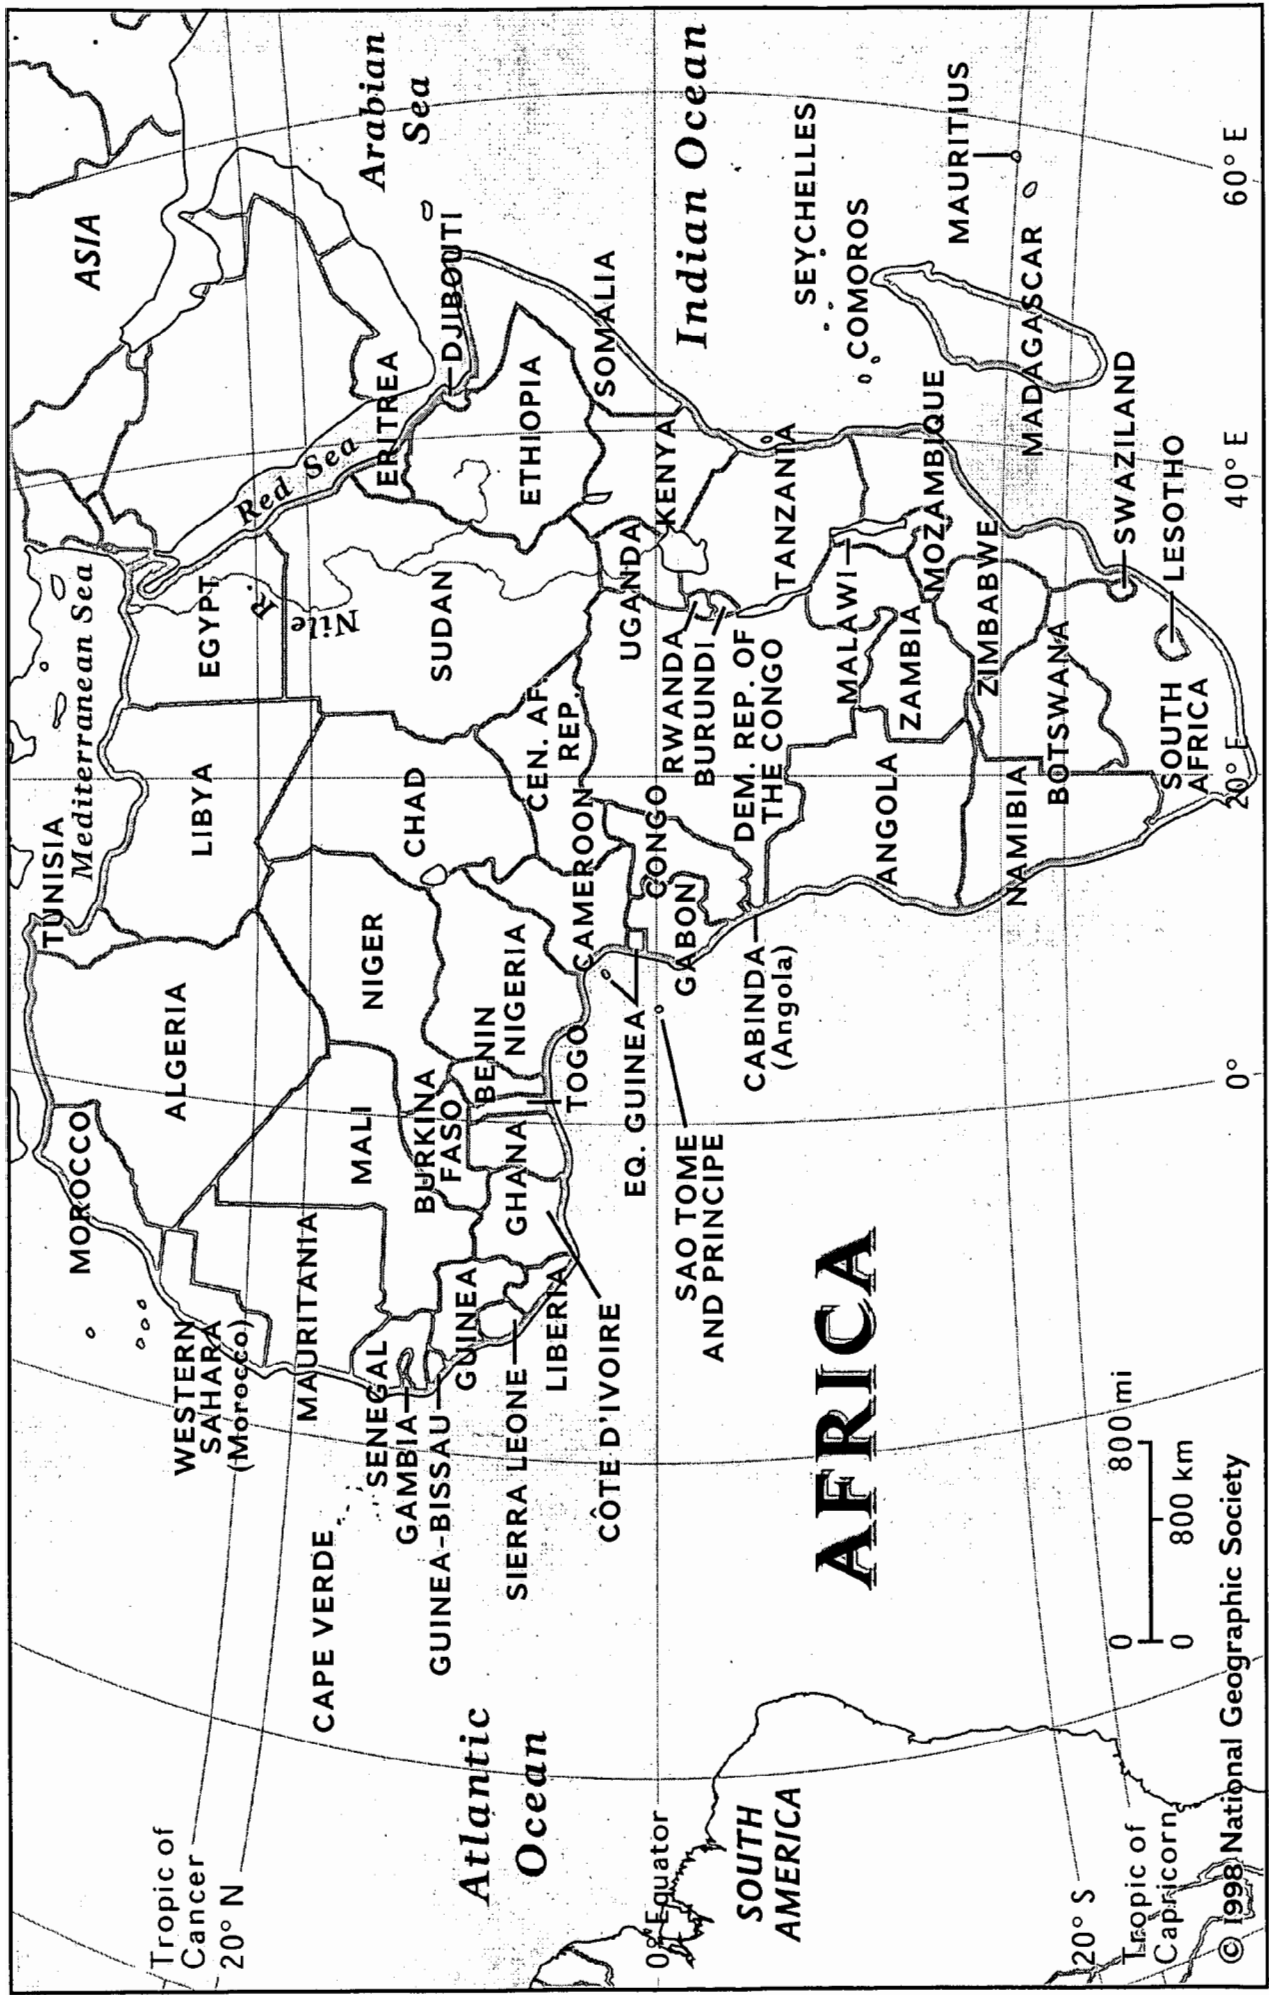 ASIA
Arabian
Sea
Mediterranean Sea
TUNISIA
MOROCCO
ALGERIA
LIBYA
EGYPT
Red Sea
Nile
R.
WESTERN
SAHARA
(Morocco)
MAURITANIA
MALI
NIGER
CHAD
SUDAN
ERITREA
DJIBOUTI
CAPE VERDE
SENEGAL
GAMBIA
GUINEA-BISSAU
GUINEA
SIERRA LEONE
LIBERIA
CÔTE D'IVOIRE
BURKINA
FASO
GHANA
TOGO
BENIN
NIGERIA
CAMEROON
CEN. AF.
REP.
ETHIOPIA
SOMALIA
UGANDA
KENYA
EQ. GUINEA
SAO TOME
AND PRINCIPE
GABON
CONGO
CABINDA
(Angola)
DEM. REP. OF
THE CONGO
RWANDA
BURUNDI
TANZANIA
Indian Ocean
SEYCHELLES
COMOROS
MAURITIUS
MADAGASCAR
ANGOLA
ZAMBIA
MALAWI
MOZAMBIQUE
ZIMBABWE
NAMIBIA
BOTSWANA
SOUTH
AFRICA
SWAZILAND
LESOTHO
Atlantic
Ocean
SOUTH
AMERICA
AFRICA
Tropic of
Cancer
20° N
0° Equator
20° S
Tropic of
Capricorn
0°
20° E
40° E
60° E
0 800 mi
0 800 km
© 1998 National Geographic Society